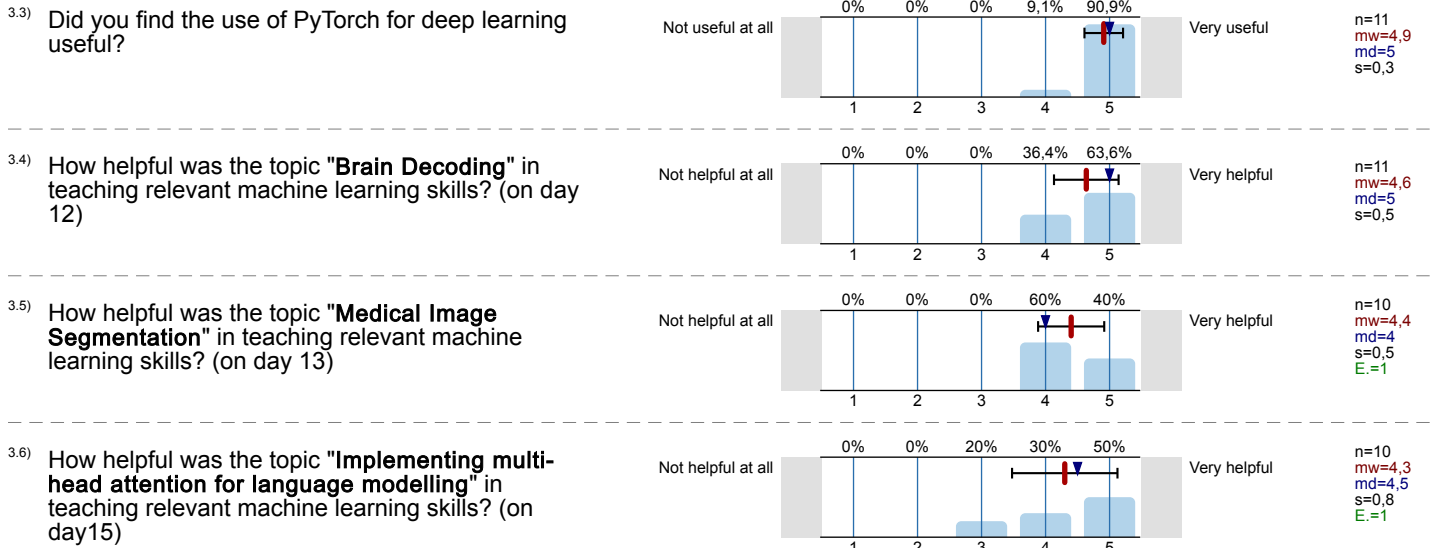 3.3) Did you find the use of PyTorch for deep learning
useful?
Not useful at all
Very useful
0% 0% 0% 9,1% 90,9%
1 2 3 4 5
n=11
mw=4,9
md=5
s=0,3
3.4) How helpful was the topic "Brain Decoding" in
teaching relevant machine learning skills? (on day
12)
Not helpful at all
Very helpful
0% 0% 0% 36,4% 63,6%
1 2 3 4 5
n=11
mw=4,6
md=5
s=0,5
3.5) How helpful was the topic "Medical Image
Segmentation" in teaching relevant machine
learning skills? (on day 13)
Not helpful at all
Very helpful
0% 0% 0% 60% 40%
1 2 3 4 5
n=10
mw=4,4
md=4
s=0,5
E.=1
3.6) How helpful was the topic "Implementing multi-
head attention for language modelling" in
teaching relevant machine learning skills? (on
day15)
Not helpful at all
Very helpful
0% 0% 20% 30% 50%
1 2 3 4 5
n=10
mw=4,3
md=4,5
s=0,8
E.=1